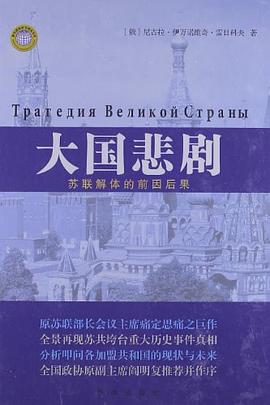 [俄] 尼古拉·伊万诺维奇·雷日科夫 著
Трагедия Великой Страны
大国悲剧
苏联解体的前因后果
原苏联部长会议主席痛定思痛之巨作
全景再现苏共垮台重大历史事件真相
分析叩问各加盟共和国的现状与未来
全国政协原副主席阎明复推荐并作序